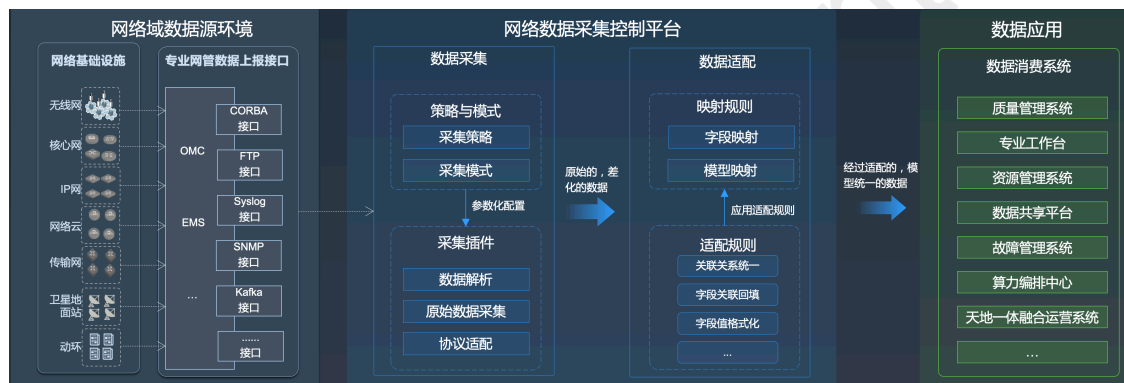 网络域数据源环境
网络基础设施
无线网
核心网
IP网
网络云
传输网
卫星地
面站
动环
专业网管数据上报接口
OMC
EMS
...
CORBA
接口
FTP
接口
Syslog
接口
SNMP
接口
Kafka
接口
......
接口
网络数据采集控制平台
数据采集
策略与模式
采集策略
采集模式
参数化配置
采集插件
数据解析
原始数据采集
协议适配
原始的，差
化的数据
数据适配
映射规则
字段映射
模型映射
应用适配规则
适配规则
关联关系统一
字段关联回填
字段值格式化
...
经过适配的，模
型统一的数据
数据应用
数据消费系统
质量管理系统
专业工作台
资源管理系统
数据共享平台
故障管理系统
算力编排中心
天地一体融合运营系统
...